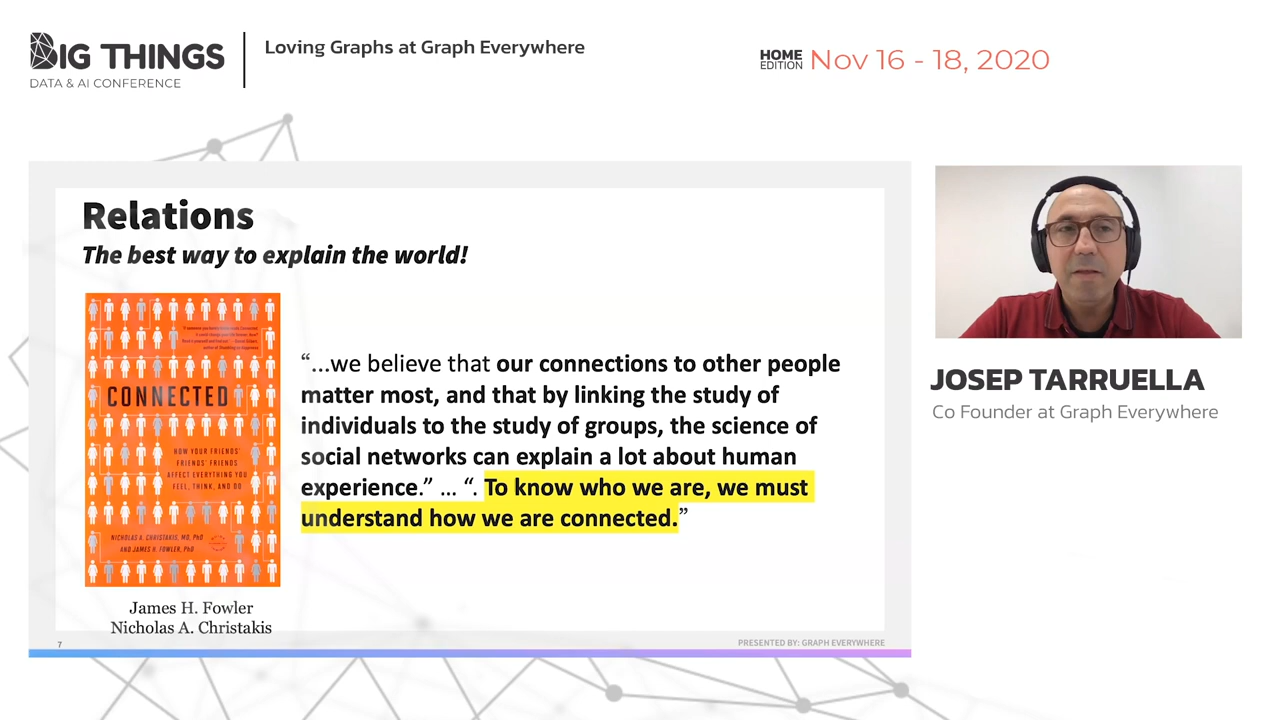 BIG THINGS
DATA & AI CONFERENCE
Loving Graphs at Graph Everywhere
HOME
EDITION
Nov 16 - 18, 2020
Relations
The best way to explain the world!
CONNECTED
HOW YOUR FRIENDS'
FRIENDS' FRIENDS
AFFECT EVERYTHING YOU
FEEL, THINK, AND DO
NICHOLAS A. CHRISTAKIS, MD, PhD
AND JAMES H. FOWLER, PhD
James H. Fowler
Nicholas A. Christakis
“...we believe that our connections to other people
matter most, and that by linking the study of
individuals to the study of groups, the science of
social networks can explain a lot about human
experience.” ... “. To know who we are, we must
understand how we are connected.”
7
PRESENTED BY: GRAPH EVERYWHERE
JOSEP TARRUELLA
Co Founder at Graph Everywhere